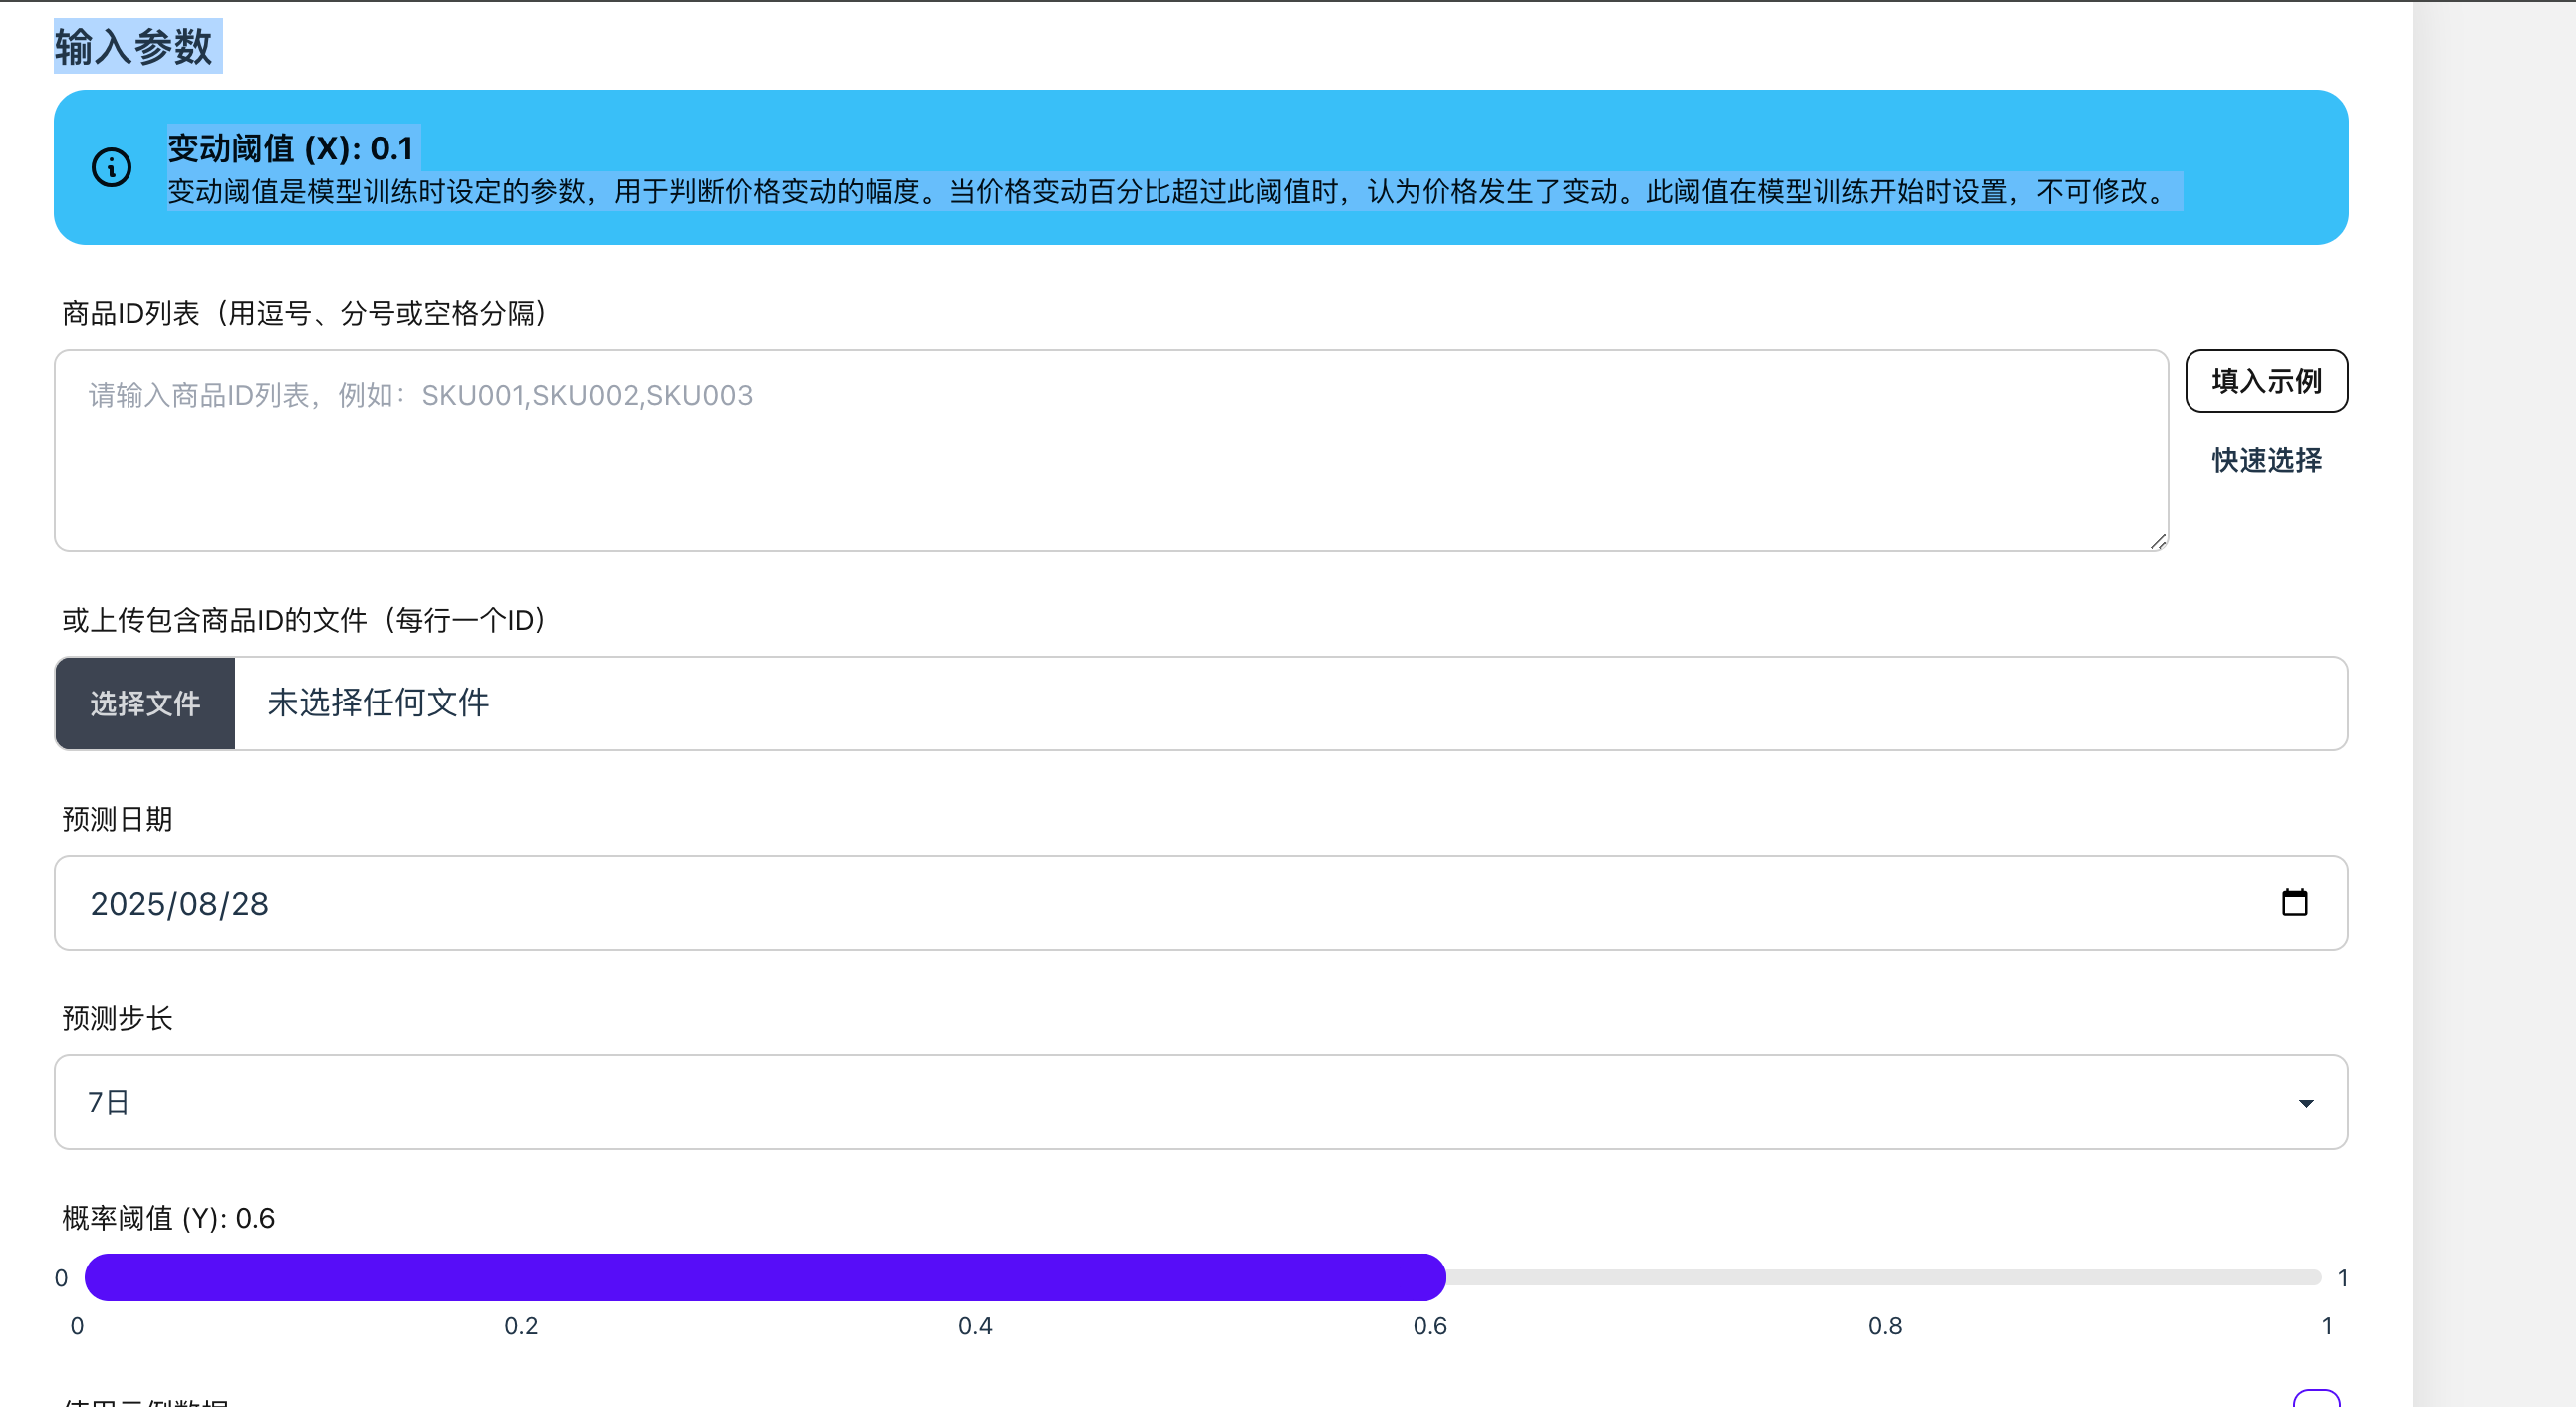 输入参数
变动阈值 (X): 0.1
变动阈值是模型训练时设定的参数，用于判断价格变动的幅度。当价格变动百分比超过此阈值时，认为价格发生了变动。此阈值在模型训练开始时设置，不可修改。
商品ID列表（用逗号、分号或空格分隔）
请输入商品ID列表，例如：SKU001,SKU002,SKU003
填入示例
快速选择
或上传包含商品ID的文件（每行一个ID）
选择文件 未选择任何文件
预测日期
2025/08/28
预测步长
7日
概率阈值 (Y): 0.6
0 1
0 0.2 0.4 0.6 0.8 1
使用示例数据